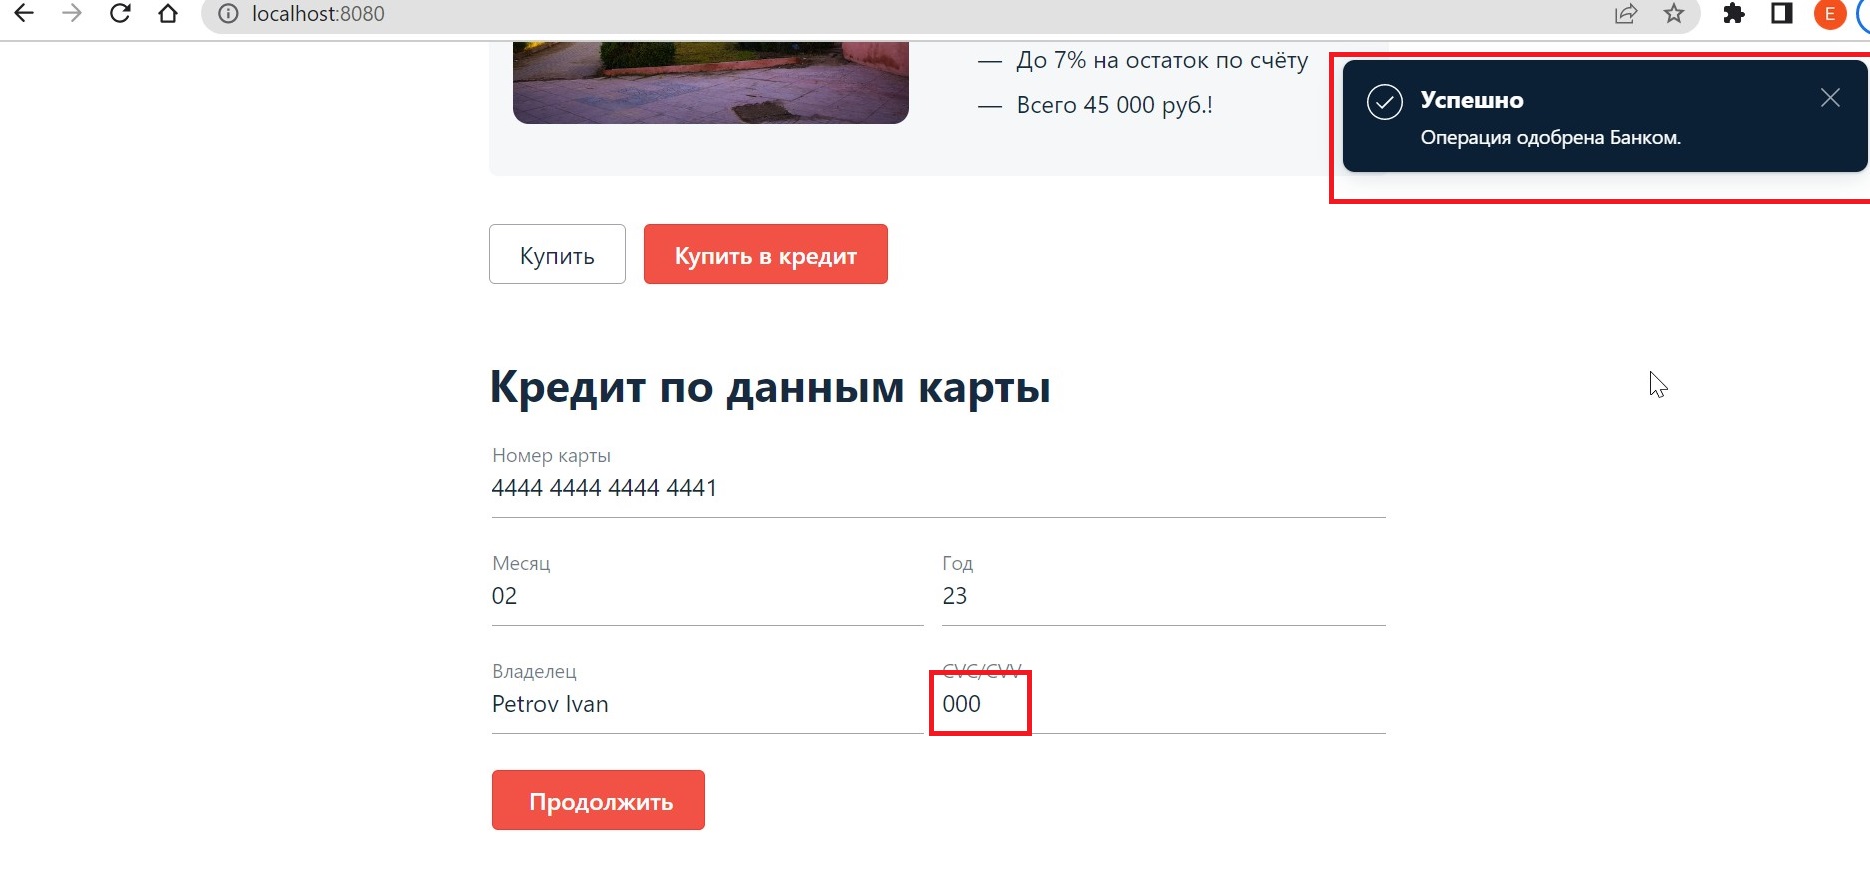 localhost:8080
E
— До 7% на остаток по счёту
— Всего 45 000 руб.!
Успешно
Операция одобрена Банком.
Купить
Купить в кредит
Кредит по данным карты
Номер карты
4444 4444 4444 4441
Месяц
Год
02
23
Владелец
CVC/CVV
Petrov Ivan
000
Продолжить